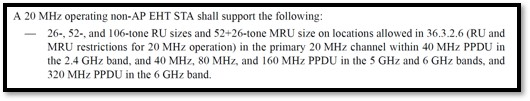 A 20 MHz operating non-AP EHT STA shall support the following:
— 26-, 52-, and 106-tone RU sizes and 52+26-tone MRU size on locations allowed in 36.3.2.6 (RU and
MRU restrictions for 20 MHz operation) in the primary 20 MHz channel within 40 MHz PPDU in
the 2.4 GHz band, and 40 MHz, 80 MHz, and 160 MHz PPDU in the 5 GHz and 6 GHz bands, and
320 MHz PPDU in the 6 GHz band.